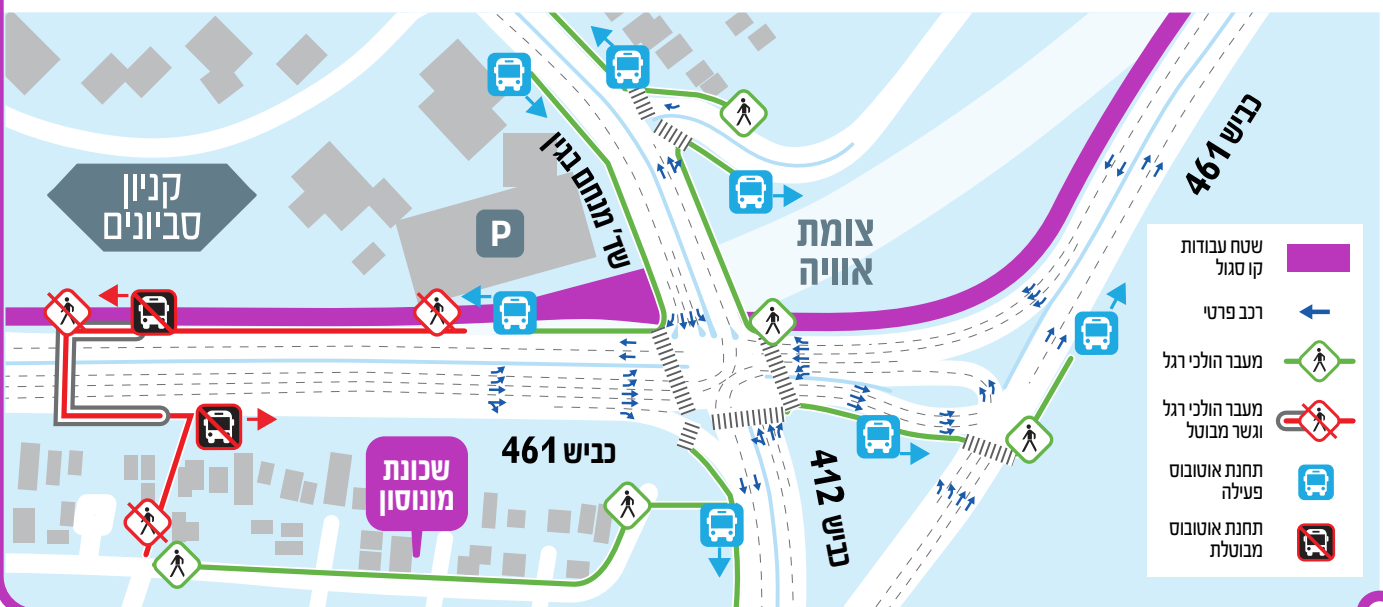 קניון
סביונים
P
שד' מנחם בגין
צומת
אוויה
כביש 461
שטח עבודות
קו סגול
רכב פרטי
מעבר הולכי רגל
מעבר הולכי רגל
וגשר מבוטל
תחנת אוטובוס
פעילה
תחנת אוטובוס
מבוטלת
כביש 461
כביש 412
שכונת
מונוסון